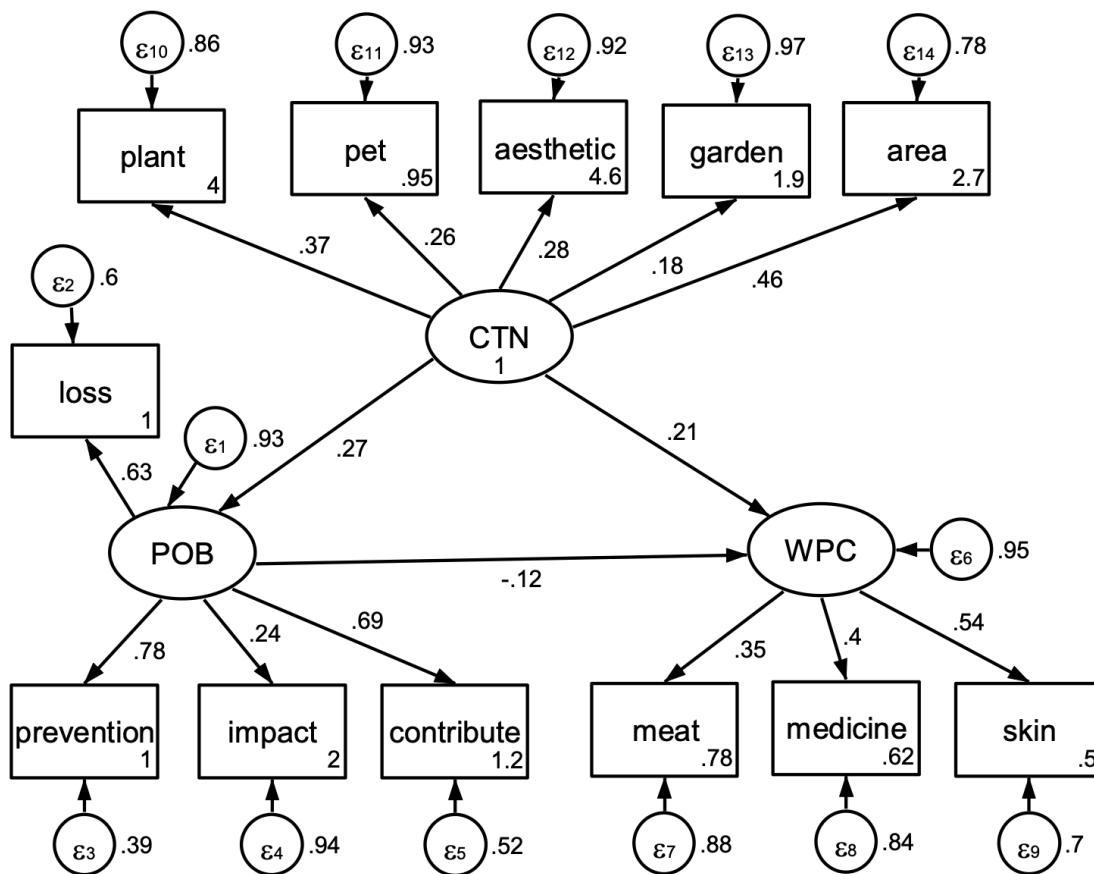 ε10 .86
ε11 .93
ε12 .92
ε13 .97
ε14 .78
plant 4
pet .95
aesthetic 4.6
garden 1.9
area 2.7
.37
.26
.28
.18
.46
ε2 .6
CTN 1
loss 1
ε1 .93
.63
.27
.21
POB
WPC
ε6 .95
-.12
.78
.24
.69
.35
.4
.54
prevention 1
impact 2
contribute 1.2
meat .78
medicine .62
skin .5
ε3 .39
ε4 .94
ε5 .52
ε7 .88
ε8 .84
ε9 .7